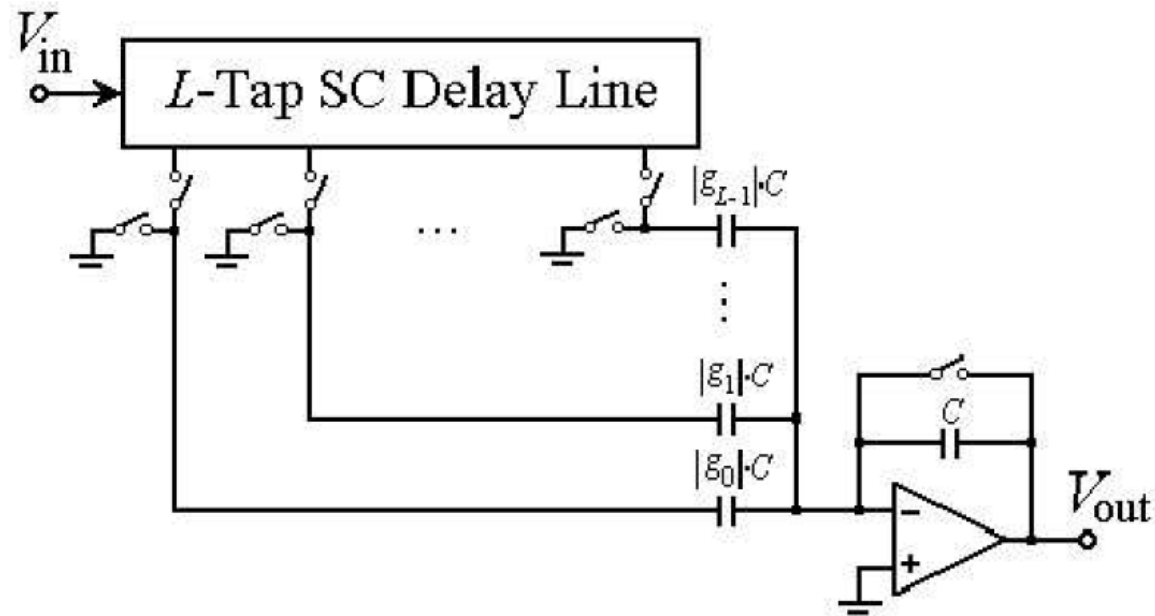 V_in
L-Tap SC Delay Line
|g_{L-1}|·C
. . .
|g_1|·C
C
|g_0|·C
V_out
−
+